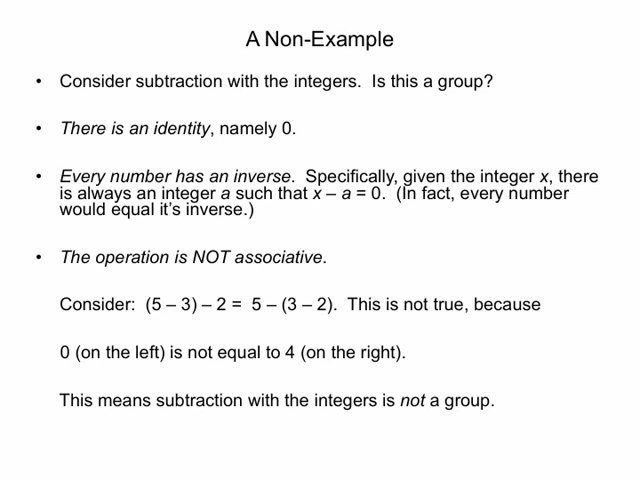 A Non-Example
• Consider subtraction with the integers.  Is this a group?
• There is an identity, namely 0.
• Every number has an inverse.  Specifically, given the integer x, there
is always an integer a such that x – a = 0.  (In fact, every number
would equal it’s inverse.)
• The operation is NOT associative.
Consider:  (5 – 3) – 2 =  5 – (3 – 2).  This is not true, because
0 (on the left) is not equal to 4 (on the right).
This means subtraction with the integers is not a group.